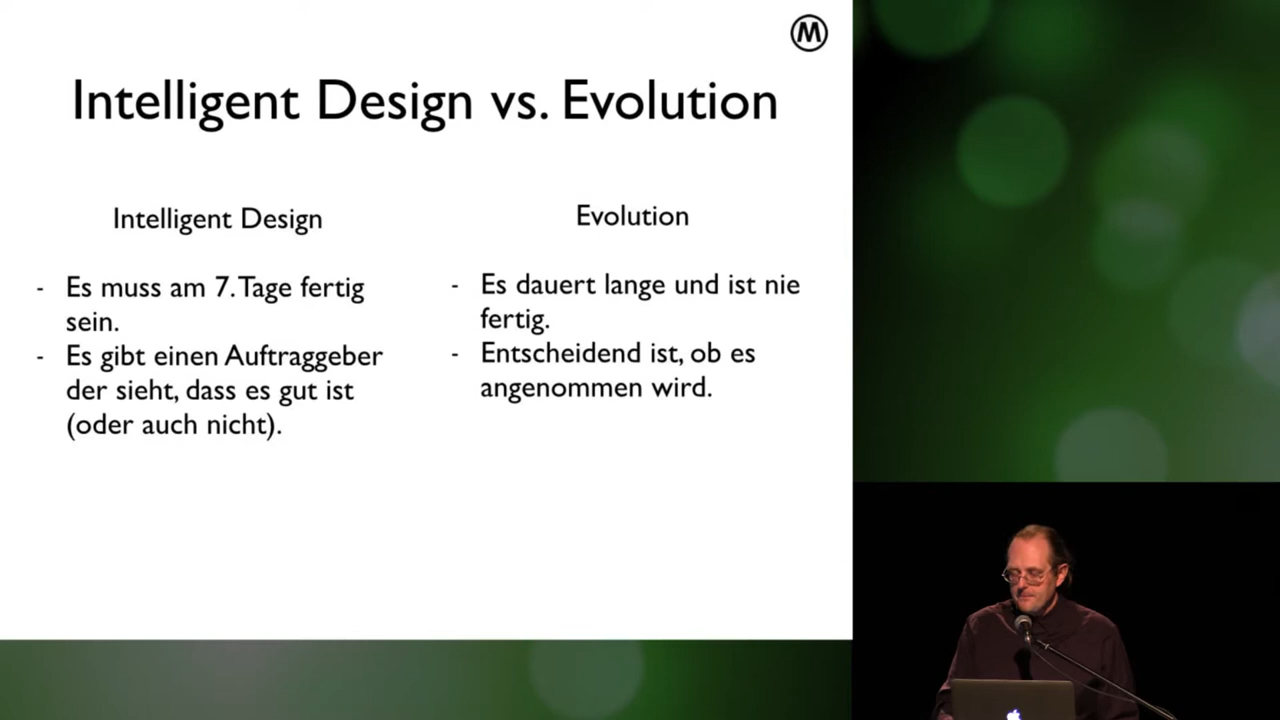 M
Intelligent Design vs. Evolution
Intelligent Design
- Es muss am 7. Tage fertig
sein.
- Es gibt einen Auftraggeber
der sieht, dass es gut ist
(oder auch nicht).
Evolution
- Es dauert lange und ist nie
fertig.
- Entscheidend ist, ob es
angenommen wird.